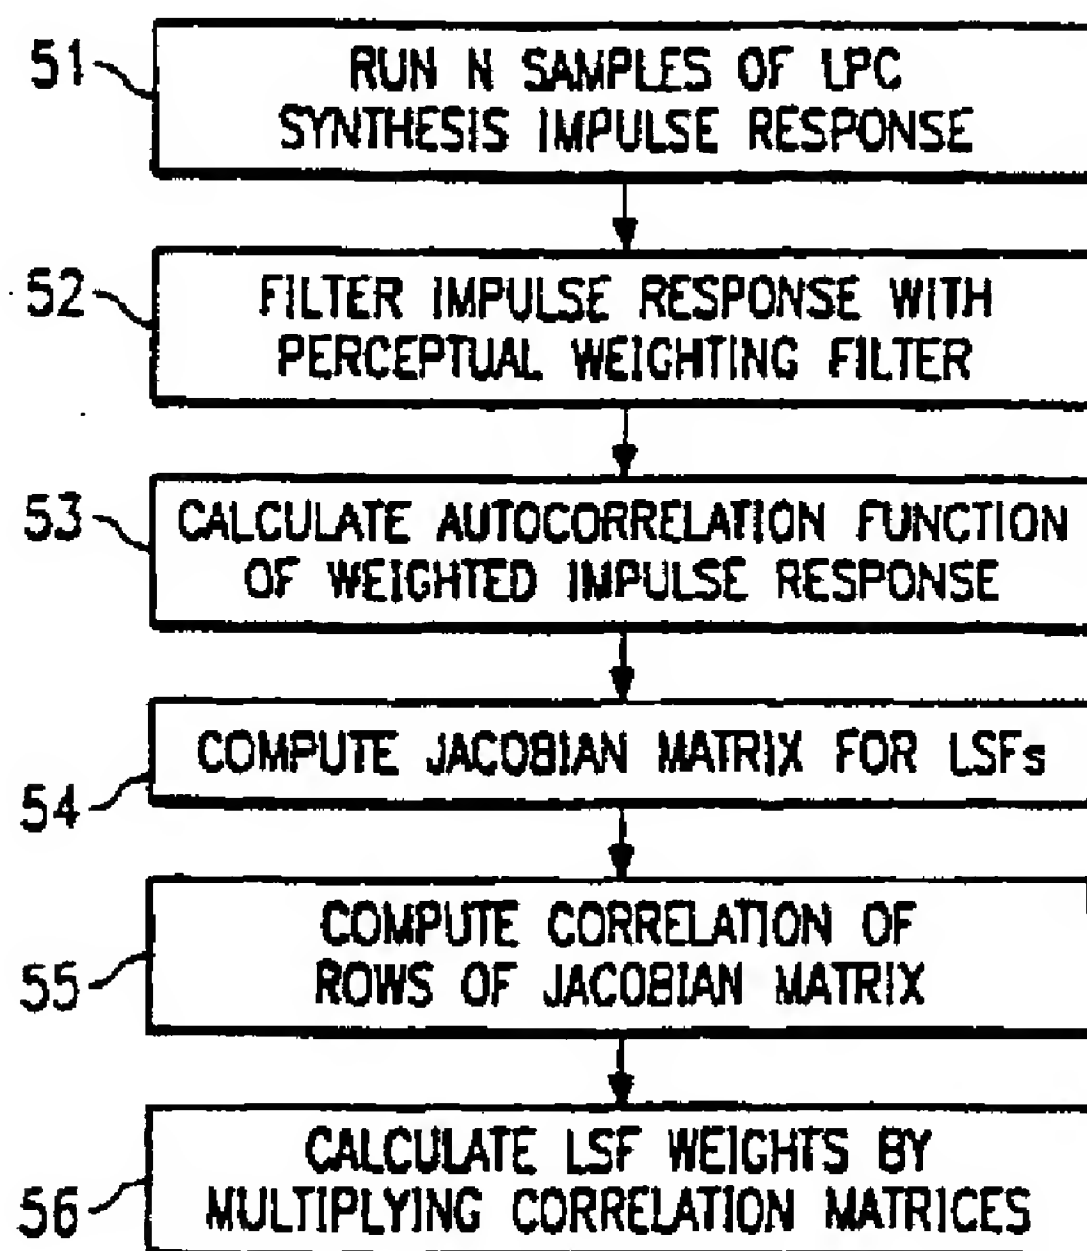 51
RUN N SAMPLES OF LPC
SYNTHESIS IMPULSE RESPONSE
52
FILTER IMPULSE RESPONSE WITH
PERCEPTUAL WEIGHTING FILTER
53
CALCULATE AUTOCORRELATION FUNCTION
OF WEIGHTED IMPULSE RESPONSE
54
COMPUTE JACOBIAN MATRIX FOR LSFs
55
COMPUTE CORRELATION OF
ROWS OF JACOBIAN MATRIX
56
CALCULATE LSF WEIGHTS BY
MULTIPLYING CORRELATION MATRICES